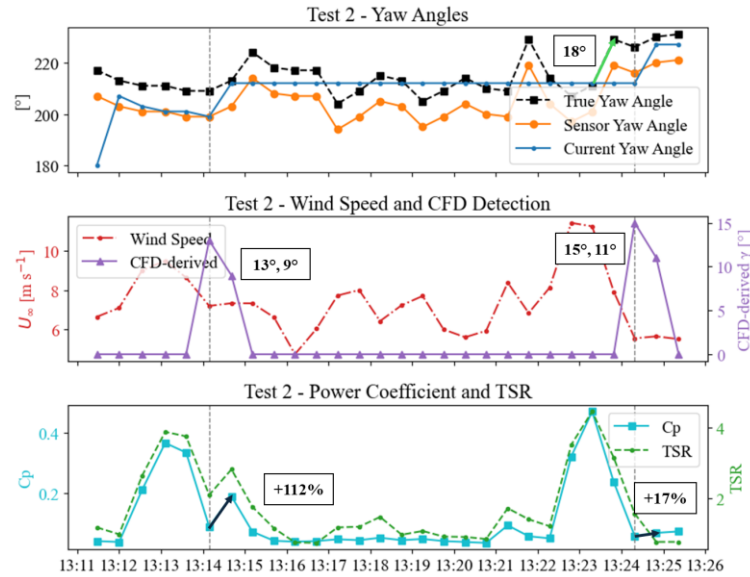 Test 2 - Yaw Angles
[°]
220
200
180
18°
True Yaw Angle
Sensor Yaw Angle
Current Yaw Angle
Test 2 - Wind Speed and CFD Detection
U∞ [m s⁻¹]
10
8
6
Wind Speed
CFD-derived
13°, 9°
15°, 11°
15
10
5
0
CFD-derived γ [°]
Test 2 - Power Coefficient and TSR
Cp
0.4
0.2
+112%
+17%
Cp
TSR
4
2
TSR
13:11 13:12 13:13 13:14 13:15 13:16 13:17 13:18 13:19 13:20 13:21 13:22 13:23 13:24 13:25 13:26